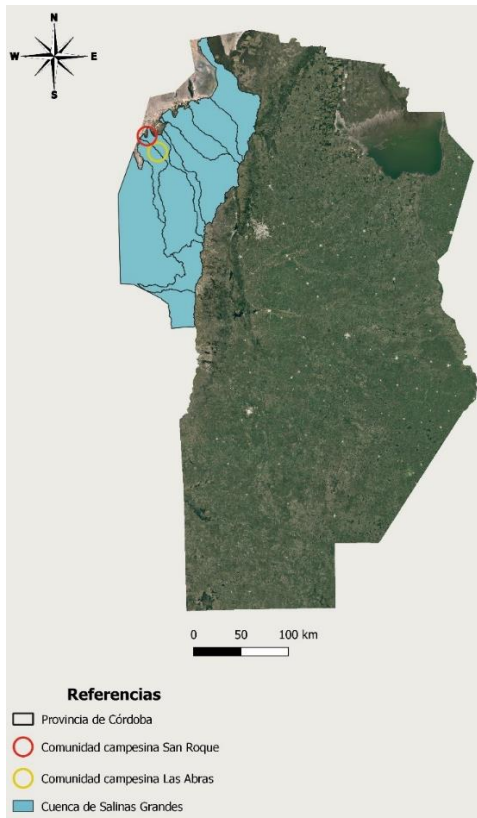 N
W E
S
0 50 100 km
Referencias
Provincia de Córdoba
Comunidad campesina San Roque
Comunidad campesina Las Abras
Cuenca de Salinas Grandes